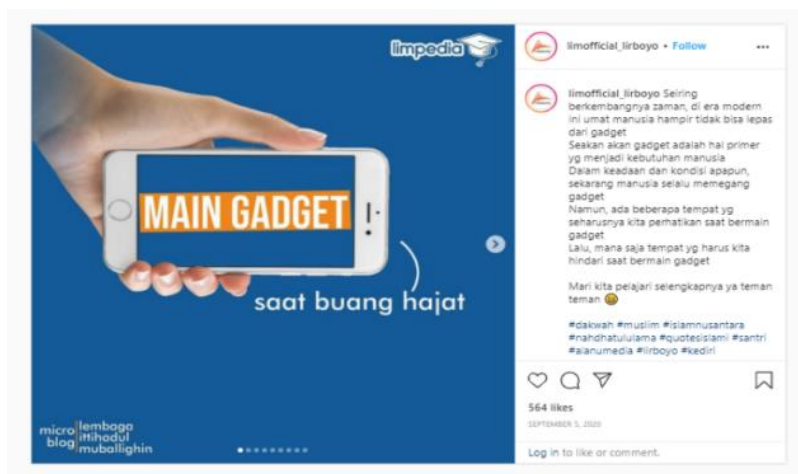 limpedia
MAIN GADGET
saat buang hajat
micro
blog
lembaga
ittihadul
muballighin
limofficial_lirboyo • Follow
limofficial_lirboyo Seiring
berkembangnya zaman, di era modern
ini umat manusia hampir tidak bisa lepas
dari gadget
Seakan akan gadget adalah hal primer
yg menjadi kebutuhan manusia
Dalam keadaan dan kondisi apapun,
sekarang manusia selalu memegang
gadget
Namun, ada beberapa tempat yg
seharusnya kita perhatikan saat bermain
gadget
Lalu, mana saja tempat yg harus kita
hindari saat bermain gadget
Mari kita pelajari selengkapnya ya teman
teman
#dakwah #muslim #islamnusantara
#nahdhatululama #quotesislami #santri
#aianumedia #lirboyo #kediri
564 likes
SEPTEMBER 5, 2020
Log in to like or comment.